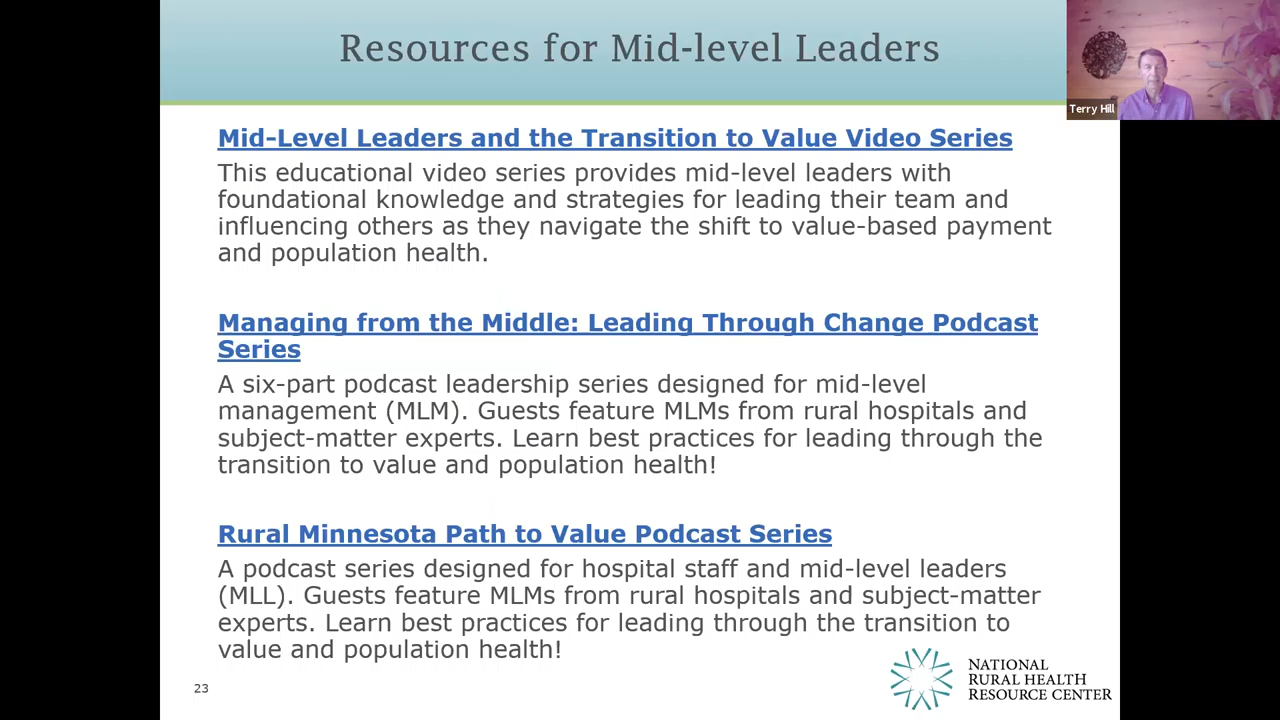 Resources for Mid-level Leaders
Terry Hill
Mid-Level Leaders and the Transition to Value Video Series
This educational video series provides mid-level leaders with
foundational knowledge and strategies for leading their team and
influencing others as they navigate the shift to value-based payment
and population health.
Managing from the Middle: Leading Through Change Podcast
Series
A six-part podcast leadership series designed for mid-level
management (MLM). Guests feature MLMs from rural hospitals and
subject-matter experts. Learn best practices for leading through the
transition to value and population health!
Rural Minnesota Path to Value Podcast Series
A podcast series designed for hospital staff and mid-level leaders
(MLL). Guests feature MLMs from rural hospitals and subject-matter
experts. Learn best practices for leading through the transition to
value and population health!
23
NATIONAL
RURAL HEALTH
RESOURCE CENTER